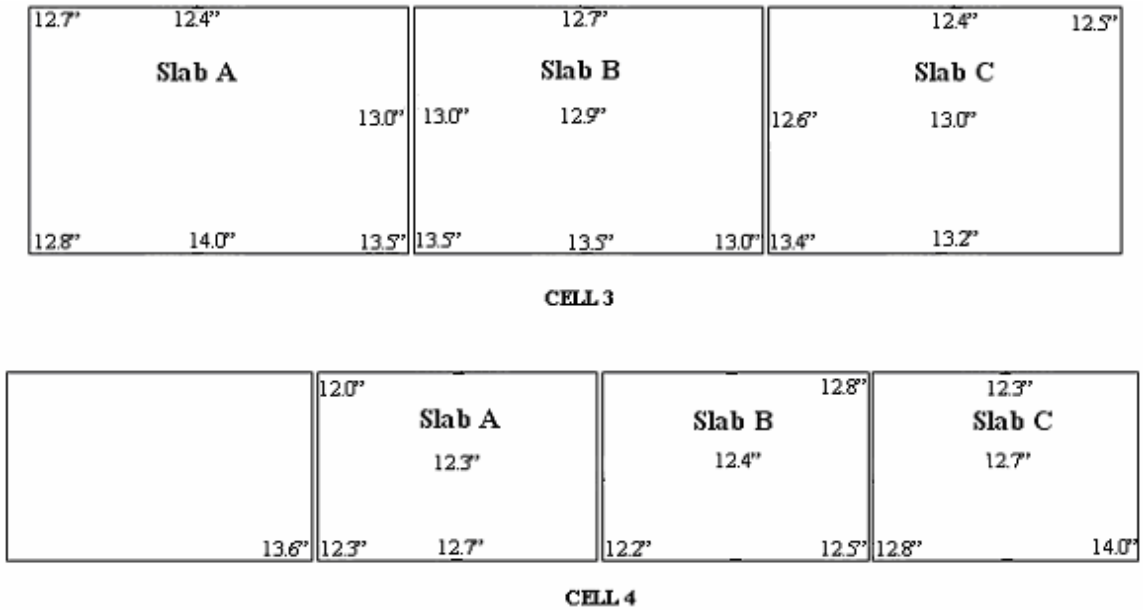 12.7” 12.4” 12.7” 12.4” 12.5”
Slab A Slab B Slab C
13.0” 13.0” 12.9” 12.6” 13.0”
12.8” 14.0” 13.5” 13.5” 13.5” 13.0” 13.4” 13.2”
CELL 3
12.0” 12.8” 12.3”
Slab A Slab B Slab C
12.3” 12.4” 12.7”
13.6” 12.3” 12.7” 12.2” 12.5” 12.8” 14.0”
CELL 4